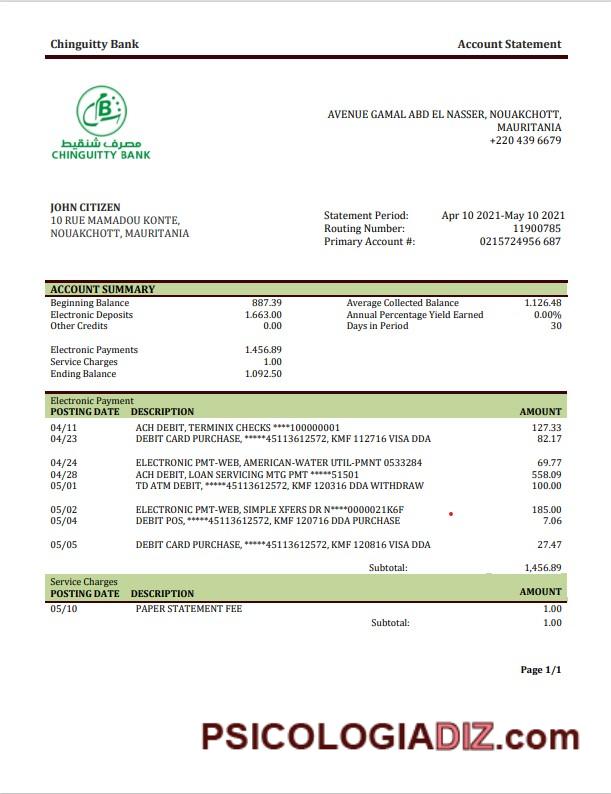 Chinguitty Bank Account Statement
B
مصرف شنقيط
CHINGUITTY BANK
AVENUE GAMAL ABD EL NASSER, NOUAKCHOTT,
MAURITANIA
+220 439 6679
JOHN CITIZEN
10 RUE MAMADOU KONTE,
NOUAKCHOTT, MAURITANIA
Statement Period: Apr 10 2021-May 10 2021
Routing Number: 11900785
Primary Account #: 0215724956 687
ACCOUNT SUMMARY
Beginning Balance 887.39 Average Collected Balance 1.126.48
Electronic Deposits 1.663.00 Annual Percentage Yield Earned 0.00%
Other Credits 0.00 Days in Period 30
Electronic Payments 1.456.89
Service Charges 1.00
Ending Balance 1.092.50
Electronic Payment
POSTING DATE DESCRIPTION AMOUNT
04/11 ACH DEBIT, TERMINIX CHECKS ****100000001 127.33
04/23 DEBIT CARD PURCHASE, *****45113612572, KMF 112716 VISA DDA 82.17
04/24 ELECTRONIC PMT-WEB, AMERICAN-WATER UTIL-PMNT 0533284 69.77
04/28 ACH DEBIT, LOAN SERVICING MTG PMT *****51501 558.09
05/01 TD ATM DEBIT, *****45113612572, KMF 120316 DDA WITHDRAW 100.00
05/02 ELECTRONIC PMT-WEB, SIMPLE XFERS DR N****0000021K6F 185.00
05/04 DEBIT POS, *****45113612572, KMF 120716 DDA PURCHASE 7.06
05/05 DEBIT CARD PURCHASE, *****45113612572, KMF 120816 VISA DDA 27.47
Subtotal: 1,456.89
Service Charges
POSTING DATE DESCRIPTION AMOUNT
05/10 PAPER STATEMENT FEE 1.00
Subtotal: 1.00
Page 1/1
PSICOLOGIADIZ.com